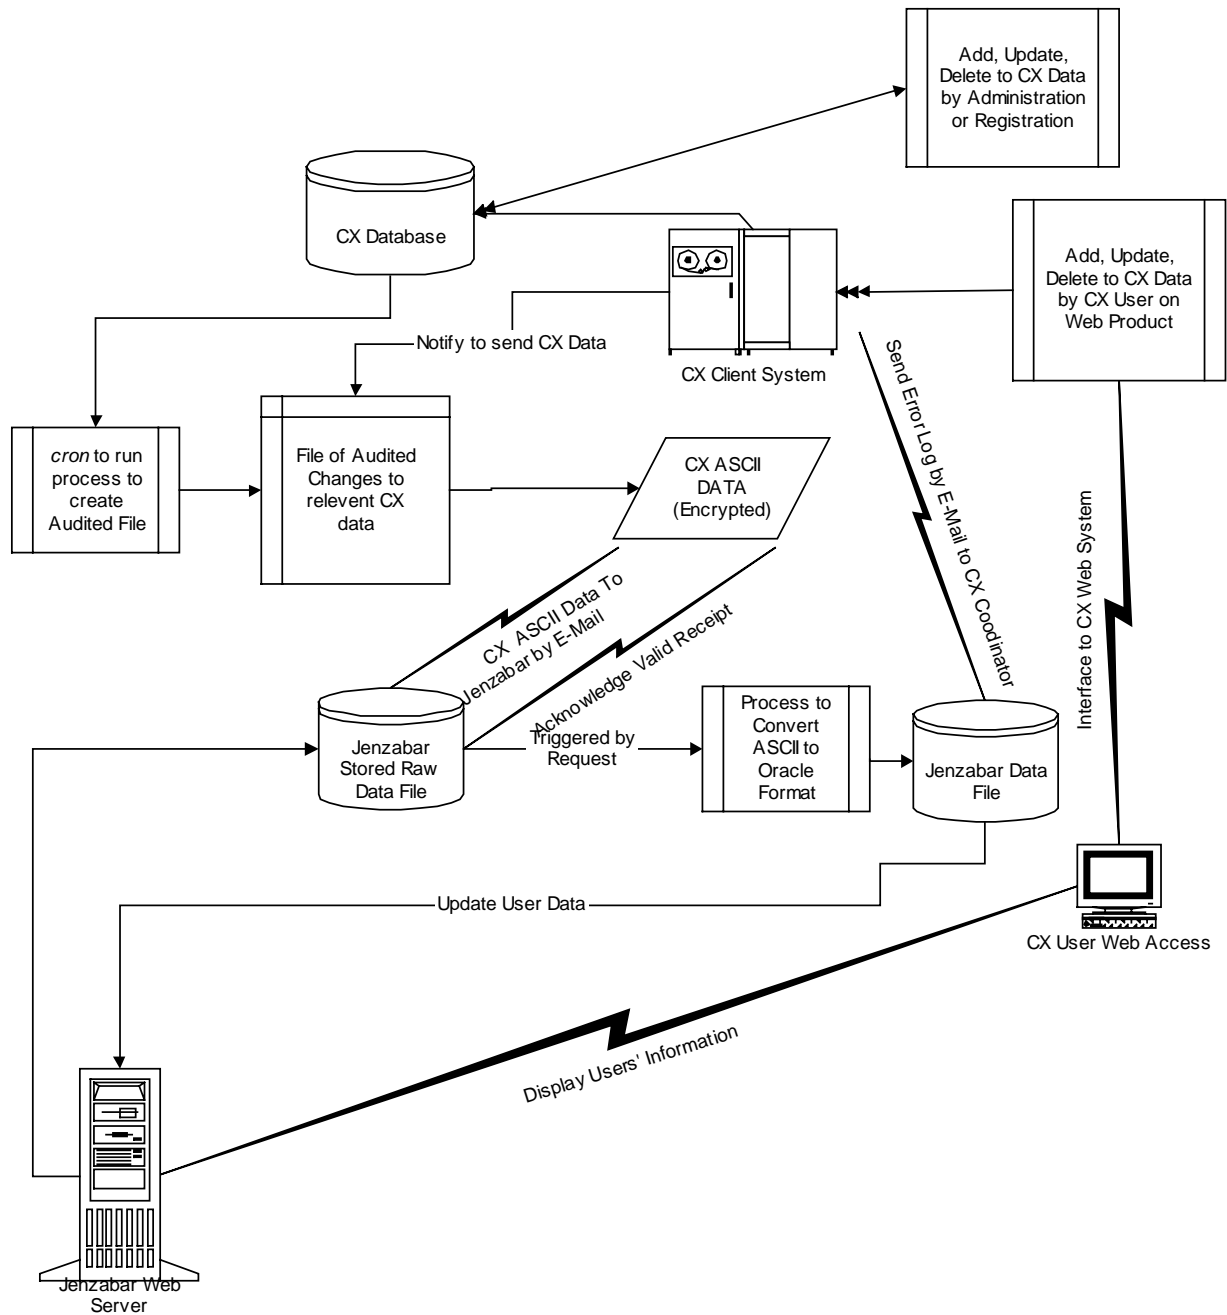 Add, Update,
Delete to CX Data
by Administration
or Registration
CX Database
Add, Update,
Delete to CX Data
by CX User on
Web Product
Notify to send CX Data
CX Client System
Send Error Log by E-Mail to CX Coodinator
cron to run
process to
create
Audited File
File of Audited
Changes to
relevent CX
data
CX ASCII
DATA
(Encrypted)
Interface to CX Web System
CX ASCII Data To
Jenzabar by E-Mail
Acknowledge Valid Receipt
Jenzabar
Stored Raw
Data File
Triggered by
Request
Process to
Convert
ASCII to
Oracle
Format
Jenzabar Data
File
Update User Data
CX User Web Access
Display Users' Information
Jenzabar Web
Server